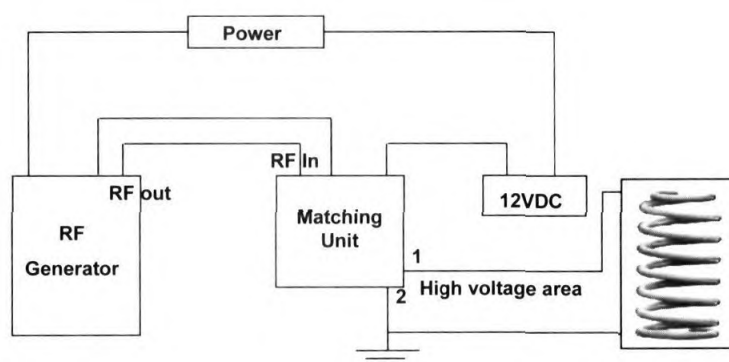 Power
RF In
RF out
12VDC
RF
Generator
Matching
Unit
1
2
High voltage area